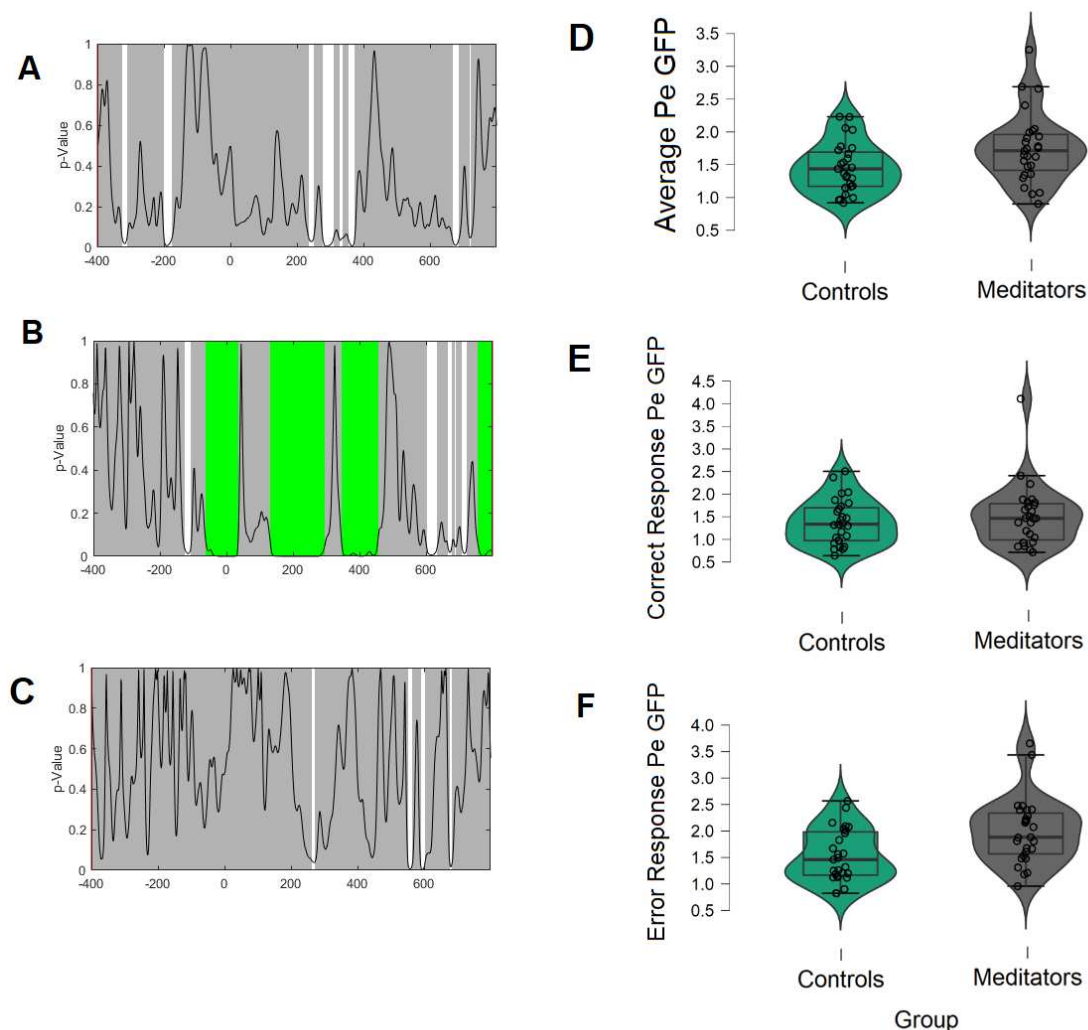 A
p-Value
1
0.8
0.6
0.4
0.2
0
-400 -200 0 200 400 600
B
p-Value
1
0.8
0.6
0.4
0.2
0
-400 -200 0 200 400 600
C
p-Value
1
0.8
0.6
0.4
0.2
0
-400 -200 0 200 400 600
D
Average Pe GFP
3.5
3.0
2.5
2.0
1.5
1.0
0.5
Controls Meditators
E
Correct Response Pe GFP
4.5
4.0
3.5
3.0
2.5
2.0
1.5
1.0
0.5
Controls Meditators
F
Error Response Pe GFP
4.0
3.5
3.0
2.5
2.0
1.5
1.0
0.5
Controls Meditators
Group